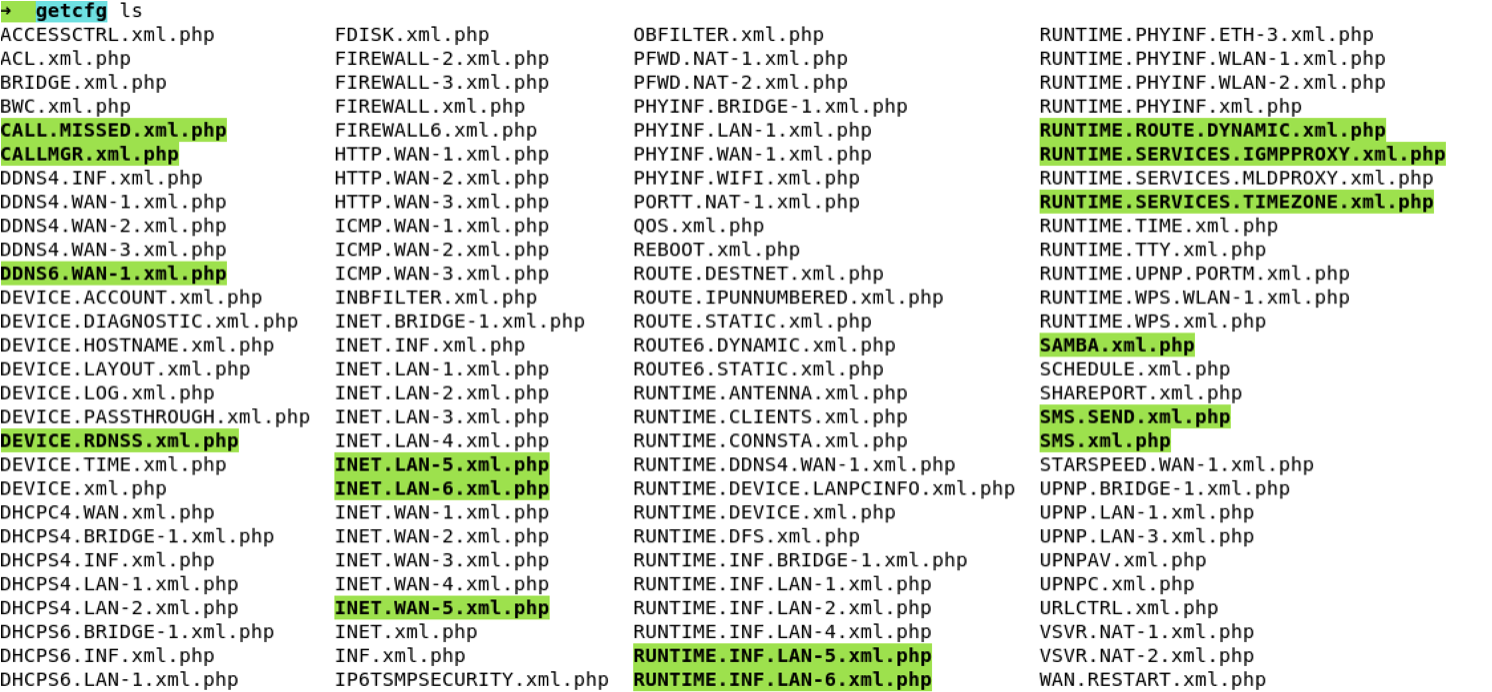 → getcfg ls
ACCESSCTRL.xml.php FDISK.xml.php OBFILTER.xml.php RUNTIME.PHYINF.ETH-3.xml.php
ACL.xml.php FIREWALL-2.xml.php PFWD.NAT-1.xml.php RUNTIME.PHYINF.WLAN-1.xml.php
BRIDGE.xml.php FIREWALL-3.xml.php PFWD.NAT-2.xml.php RUNTIME.PHYINF.WLAN-2.xml.php
BWC.xml.php FIREWALL.xml.php PHYINF.BRIDGE-1.xml.php RUNTIME.PHYINF.xml.php
CALL.MISSED.xml.php FIREWALL6.xml.php PHYINF.LAN-1.xml.php RUNTIME.ROUTE.DYNAMIC.xml.php
CALLMGR.xml.php HTTP.WAN-1.xml.php PHYINF.WAN-1.xml.php RUNTIME.SERVICES.IGMPPROXY.xml.php
DDNS4.INF.xml.php HTTP.WAN-2.xml.php PHYINF.WIFI.xml.php RUNTIME.SERVICES.MLDPROXY.xml.php
DDNS4.WAN-1.xml.php HTTP.WAN-3.xml.php PORTT.NAT-1.xml.php RUNTIME.SERVICES.TIMEZONE.xml.php
DDNS4.WAN-2.xml.php ICMP.WAN-1.xml.php QOS.xml.php RUNTIME.TIME.xml.php
DDNS4.WAN-3.xml.php ICMP.WAN-2.xml.php REBOOT.xml.php RUNTIME.TTY.xml.php
DDNS6.WAN-1.xml.php ICMP.WAN-3.xml.php ROUTE.DESTNET.xml.php RUNTIME.UPNP.PORTM.xml.php
DEVICE.ACCOUNT.xml.php INBFILTER.xml.php ROUTE.IPUNNUMBERED.xml.php RUNTIME.WPS.WLAN-1.xml.php
DEVICE.DIAGNOSTIC.xml.php INET.BRIDGE-1.xml.php ROUTE.STATIC.xml.php RUNTIME.WPS.xml.php
DEVICE.HOSTNAME.xml.php INET.INF.xml.php ROUTE6.DYNAMIC.xml.php SAMBA.xml.php
DEVICE.LAYOUT.xml.php INET.LAN-1.xml.php ROUTE6.STATIC.xml.php SCHEDULE.xml.php
DEVICE.LOG.xml.php INET.LAN-2.xml.php RUNTIME.ANTENNA.xml.php SHAREPORT.xml.php
DEVICE.PASSTHROUGH.xml.php INET.LAN-3.xml.php RUNTIME.CLIENTS.xml.php SMS.SEND.xml.php
DEVICE.RDNSS.xml.php INET.LAN-4.xml.php RUNTIME.CONNSTA.xml.php SMS.xml.php
DEVICE.TIME.xml.php INET.LAN-5.xml.php RUNTIME.DDNS4.WAN-1.xml.php STARSPEED.WAN-1.xml.php
DEVICE.xml.php INET.LAN-6.xml.php RUNTIME.DEVICE.LANPCINFO.xml.php UPNP.BRIDGE-1.xml.php
DHCPC4.WAN.xml.php INET.WAN-1.xml.php RUNTIME.DEVICE.xml.php UPNP.LAN-1.xml.php
DHCPS4.BRIDGE-1.xml.php INET.WAN-2.xml.php RUNTIME.DFS.xml.php UPNP.LAN-3.xml.php
DHCPS4.INF.xml.php INET.WAN-3.xml.php RUNTIME.INF.BRIDGE-1.xml.php UPNPAV.xml.php
DHCPS4.LAN-1.xml.php INET.WAN-4.xml.php RUNTIME.INF.LAN-1.xml.php UPNPC.xml.php
DHCPS4.LAN-2.xml.php INET.WAN-5.xml.php RUNTIME.INF.LAN-2.xml.php URLCTRL.xml.php
DHCPS6.BRIDGE-1.xml.php INET.xml.php RUNTIME.INF.LAN-4.xml.php VSVR.NAT-1.xml.php
DHCPS6.INF.xml.php INF.xml.php RUNTIME.INF.LAN-5.xml.php VSVR.NAT-2.xml.php
DHCPS6.LAN-1.xml.php IP6TSMPSECURITY.xml.php RUNTIME.INF.LAN-6.xml.php WAN.RESTART.xml.php